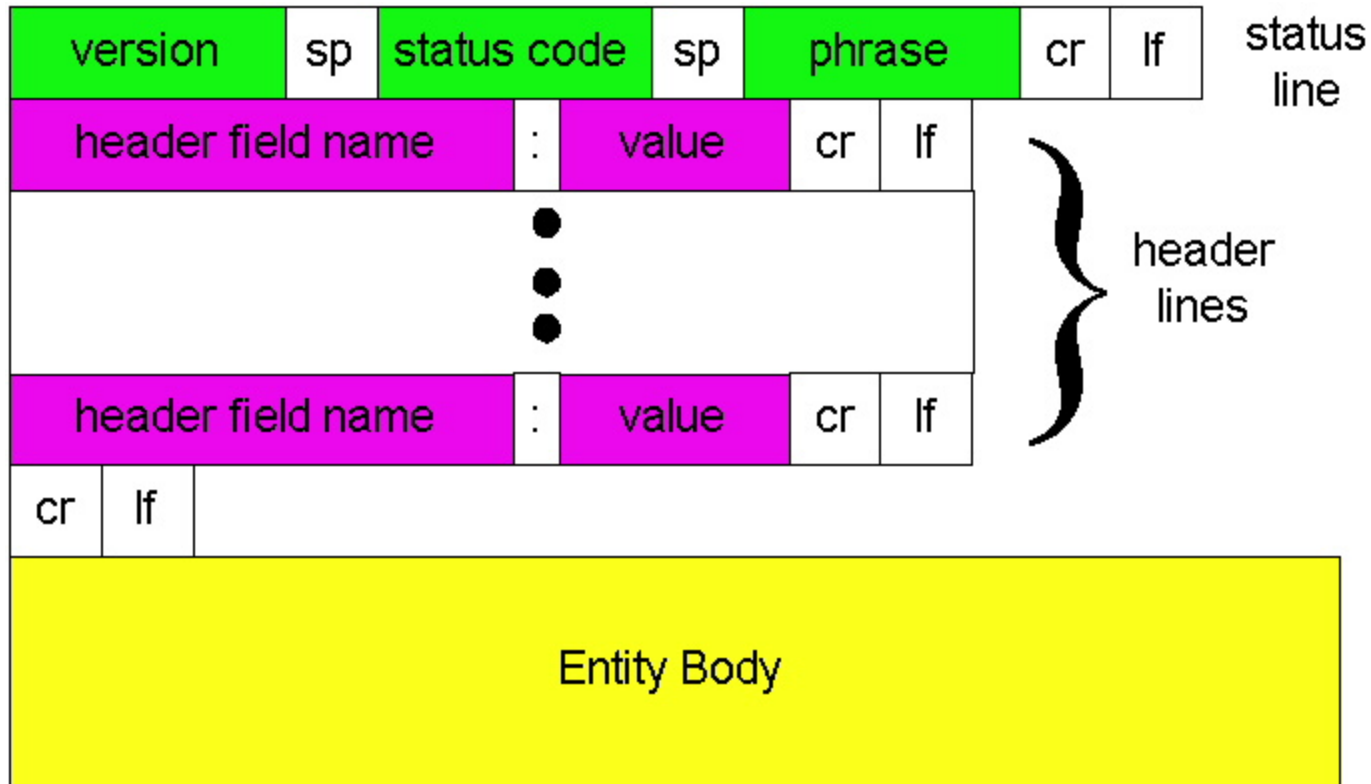 version sp status code sp phrase cr lf
status
line
header field name : value cr lf
header
lines
header field name : value cr lf
cr lf
Entity Body